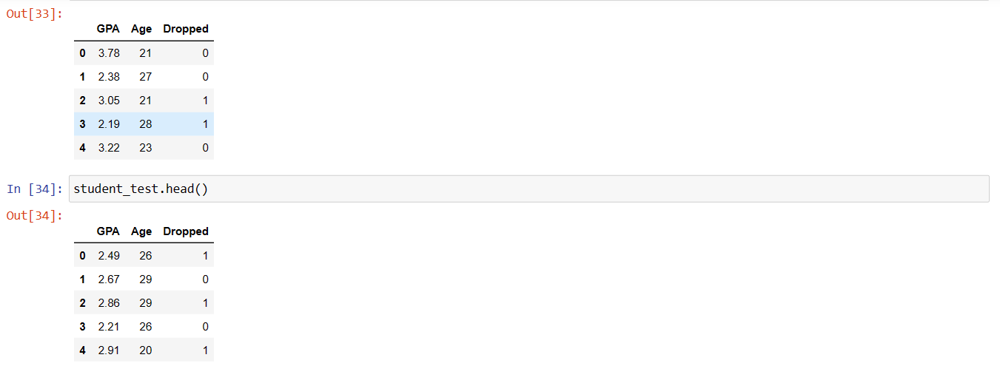 Out[33]:
GPA Age Dropped
0 3.78 21 0
1 2.38 27 0
2 3.05 21 1
3 2.19 28 1
4 3.22 23 0
In [34]: student_test.head()
Out[34]:
GPA Age Dropped
0 2.49 26 1
1 2.67 29 0
2 2.86 29 1
3 2.21 26 0
4 2.91 20 1